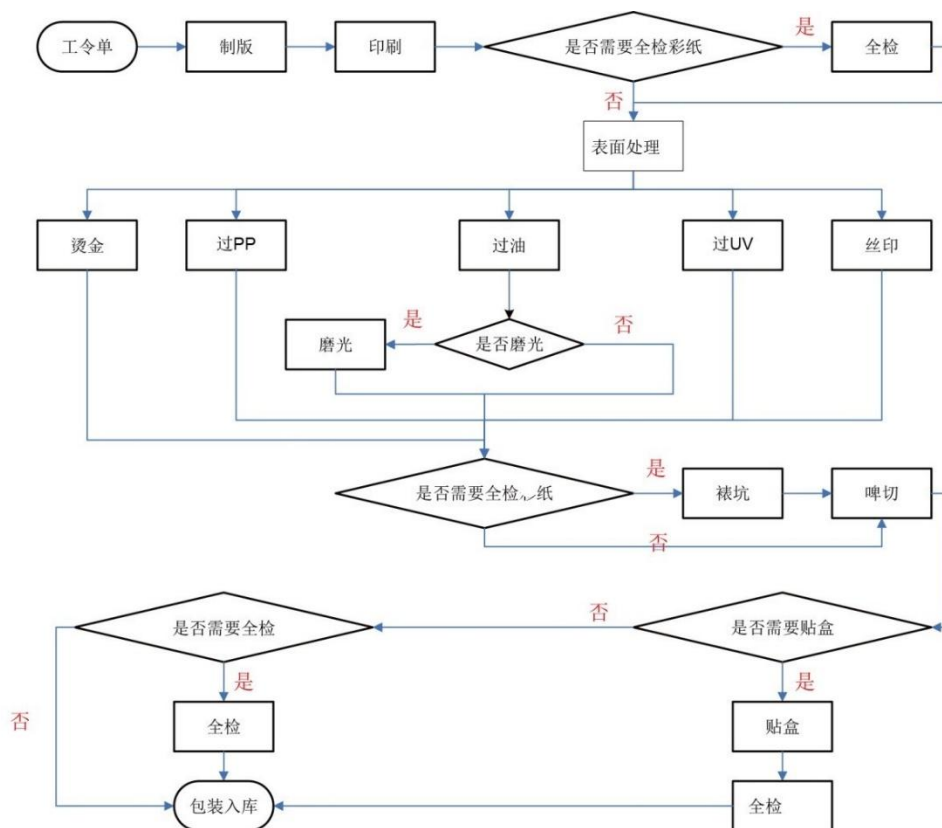 工令单
制版
印刷
是否需要全检彩纸
是
全检
否
表面处理
烫金
过PP
过油
过UV
丝印
磨光
是
是否磨光
否
是否需要全检 纸
是
裱坑
啤切
否
是否需要全检
否
是否需要贴盒
是
是
否
全检
贴盒
包装入库
全检